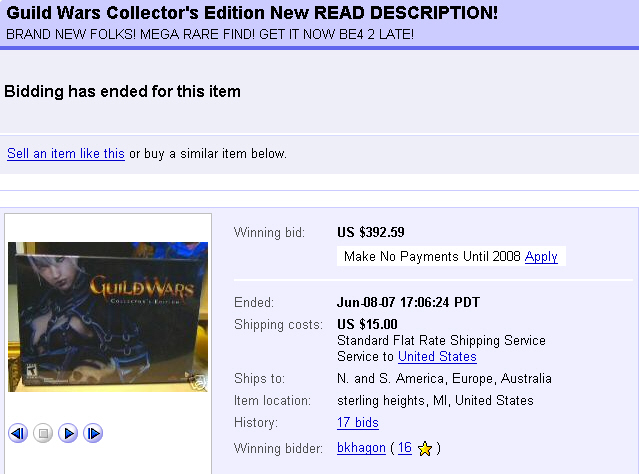 Guild Wars Collector's Edition New READ DESCRIPTION!
BRAND NEW FOLKS! MEGA RARE FIND! GET IT NOW BE4 2 LATE!
Bidding has ended for this item
Sell an item like this or buy a similar item below.
Winning bid: US $392.59
Make No Payments Until 2008 Apply
GUILD WARS
COLLECTOR'S EDITION
Ended: Jun-08-07 17:06:24 PDT
Shipping costs: US $15.00
Standard Flat Rate Shipping Service
Service to United States
Ships to: N. and S. America, Europe, Australia
Item location: sterling heights, MI, United States
History: 17 bids
Winning bidder: bkhagon ( 16 )